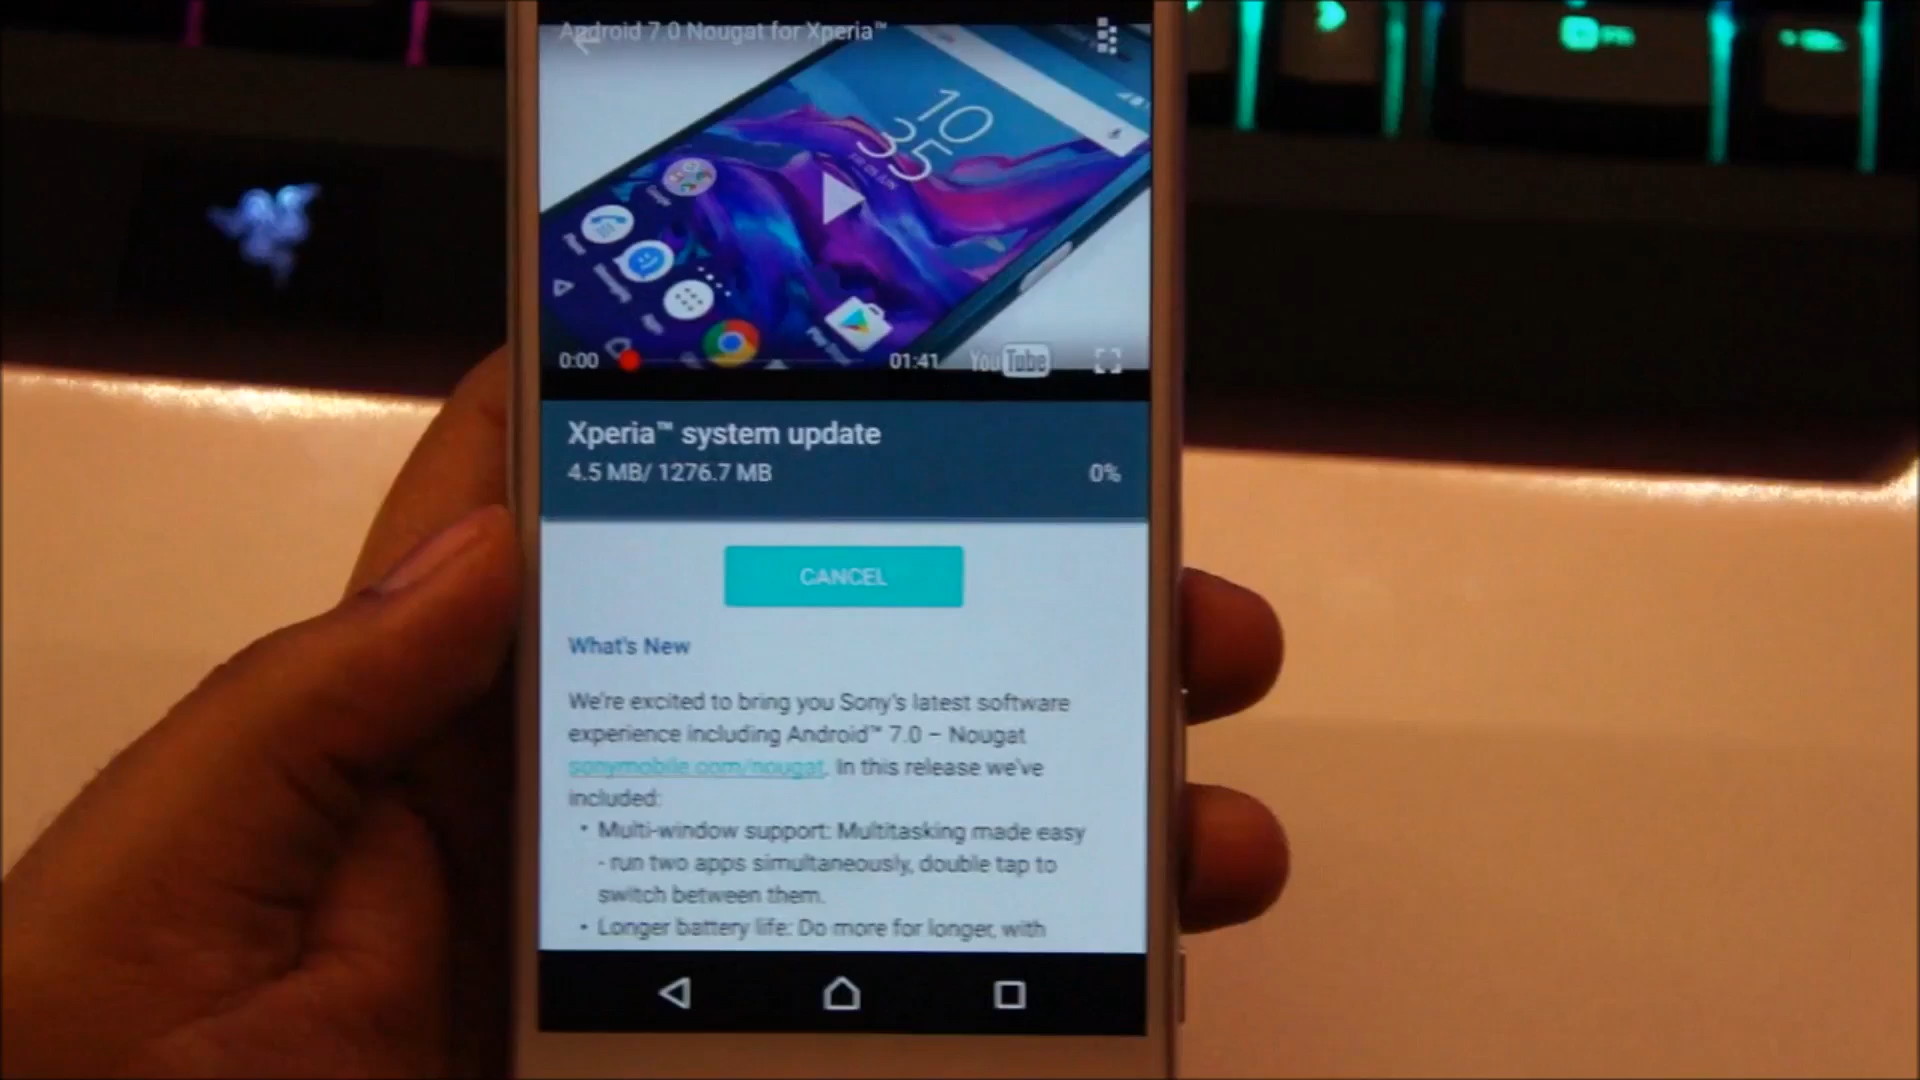 Android 7.0 Nougat for Xperia™
10
35
Google
0:00
01:41
YouTube
Xperia™ system update
4.5 MB/ 1276.7 MB
0%
CANCEL
What's New
We're excited to bring you Sony's latest software
experience including Android™ 7.0 – Nougat
sonymobile.com/nougat. In this release we've
included:
• Multi-window support: Multitasking made easy
- run two apps simultaneously, double tap to
switch between them.
• Longer battery life: Do more for longer, with